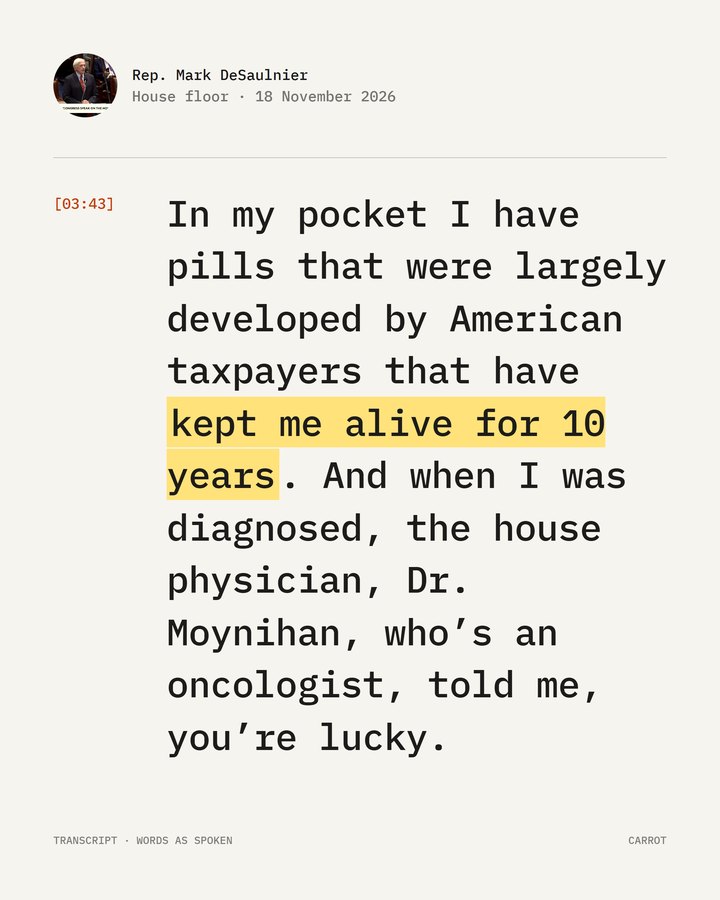 Rep. Mark DeSaulnier
House floor · 18 November 2026
[03:43]
In my pocket I have
pills that were largely
developed by American
taxpayers that have
kept me alive for 10
years. And when I was
diagnosed, the house
physician, Dr.
Moynihan, who’s an
oncologist, told me,
you’re lucky.
TRANSCRIPT · WORDS AS SPOKEN
CARROT